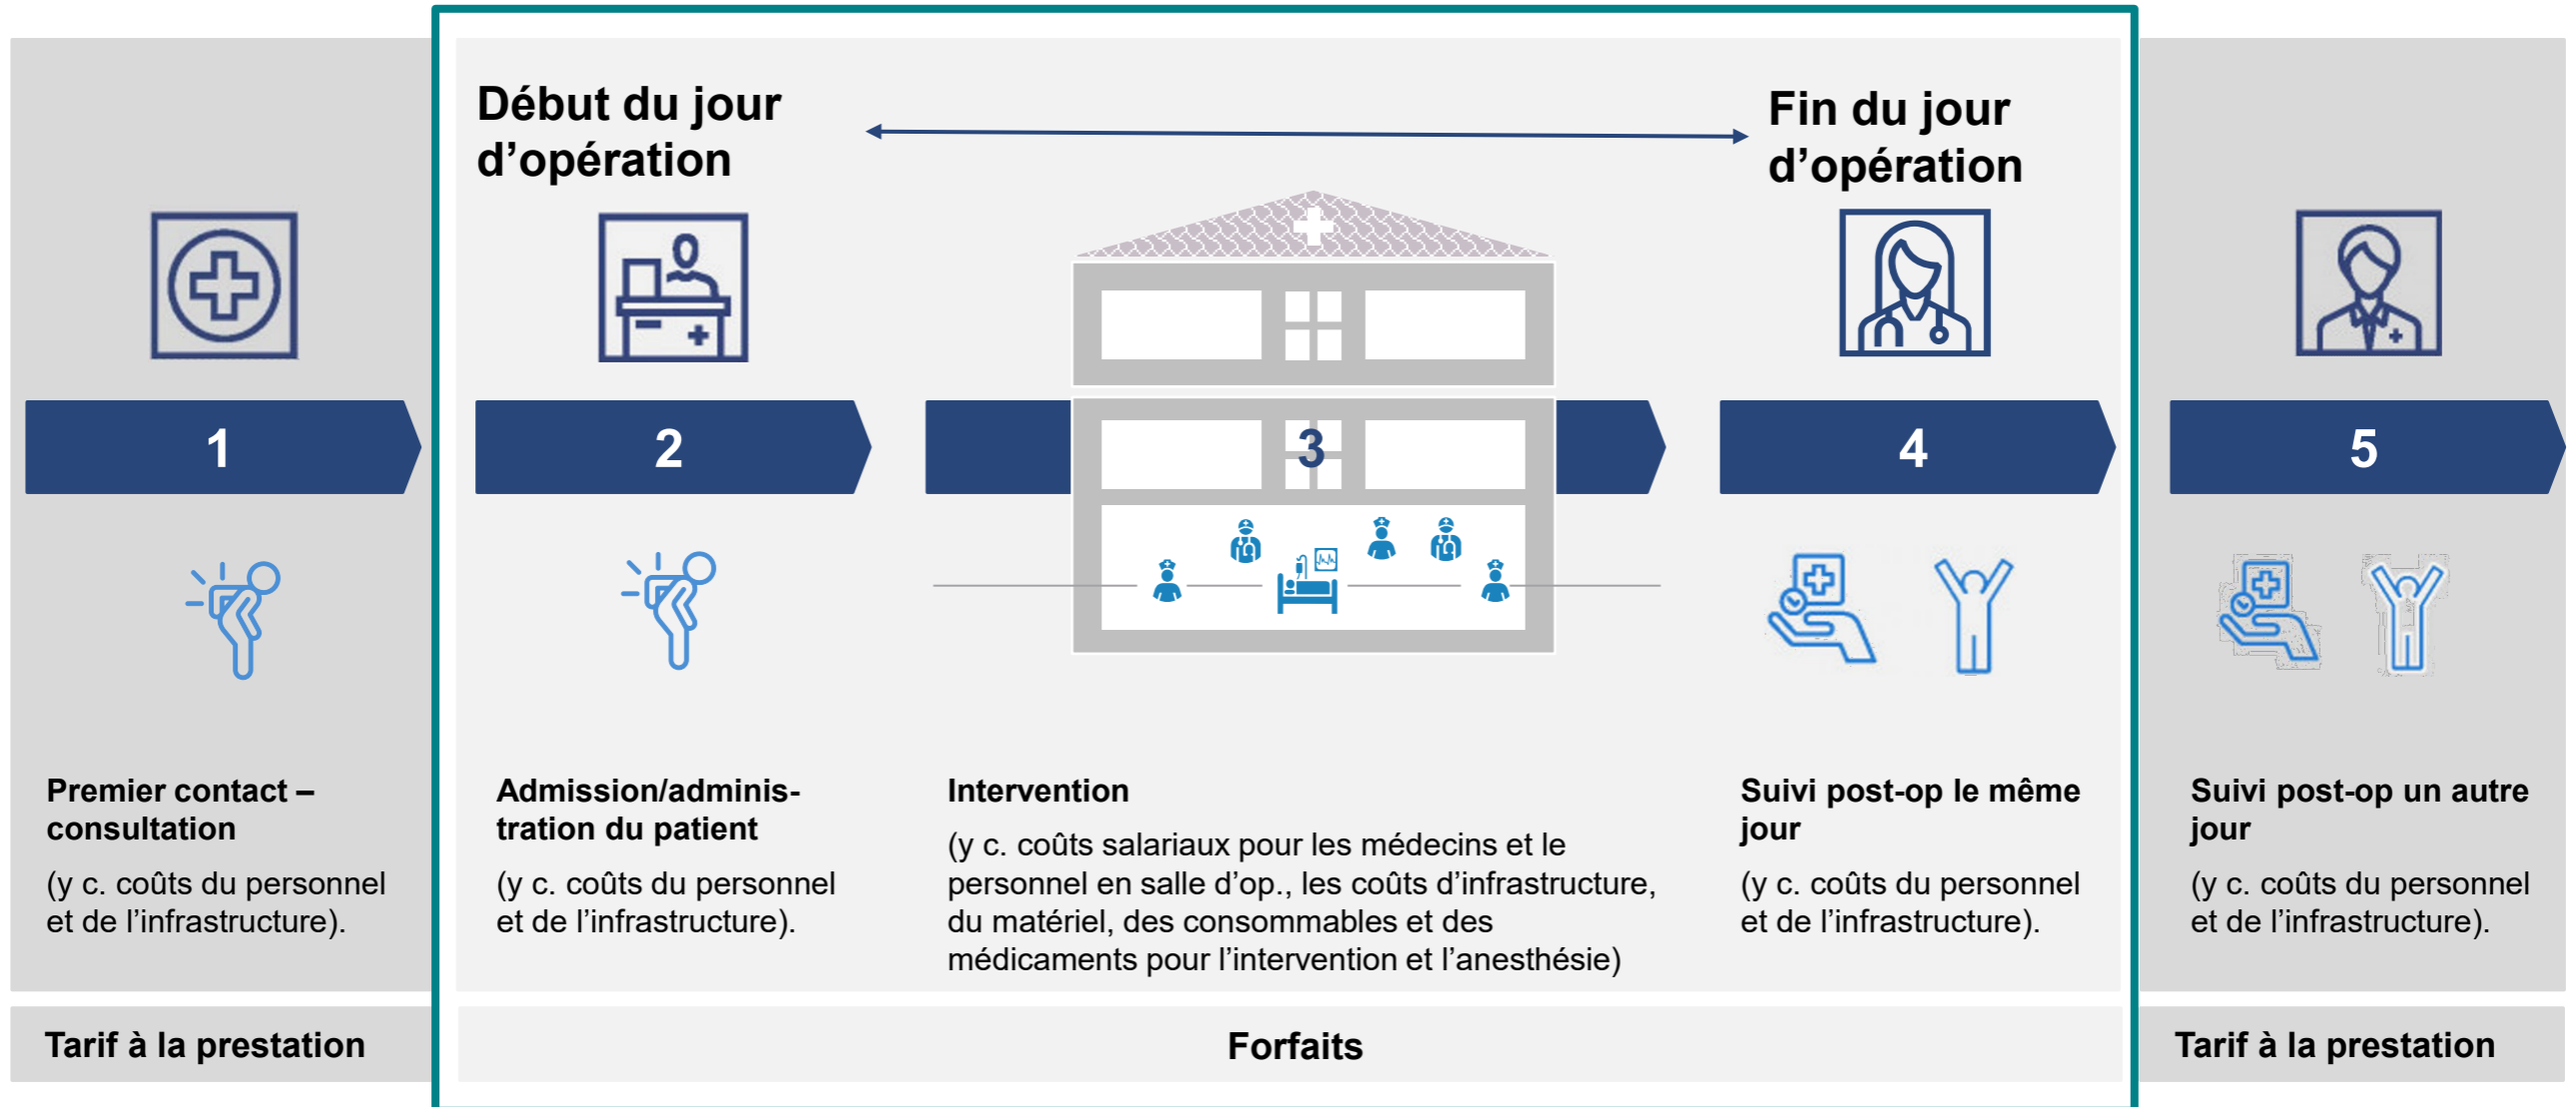 Début du jour
d’opération
Fin du jour
d’opération
1
2
3
4
5
Premier contact –
consultation
(y c. coûts du personnel
et de l’infrastructure).
Admission/adminis-
tration du patient
(y c. coûts du personnel
et de l’infrastructure).
Intervention
(y c. coûts salariaux pour les médecins et le
personnel en salle d’op., les coûts d’infrastructure,
du matériel, des consommables et des
médicaments pour l’intervention et l’anesthésie)
Suivi post-op le même
jour
(y c. coûts du personnel
et de l’infrastructure).
Suivi post-op un autre
jour
(y c. coûts du personnel
et de l’infrastructure).
Tarif à la prestation
Forfaits
Tarif à la prestation